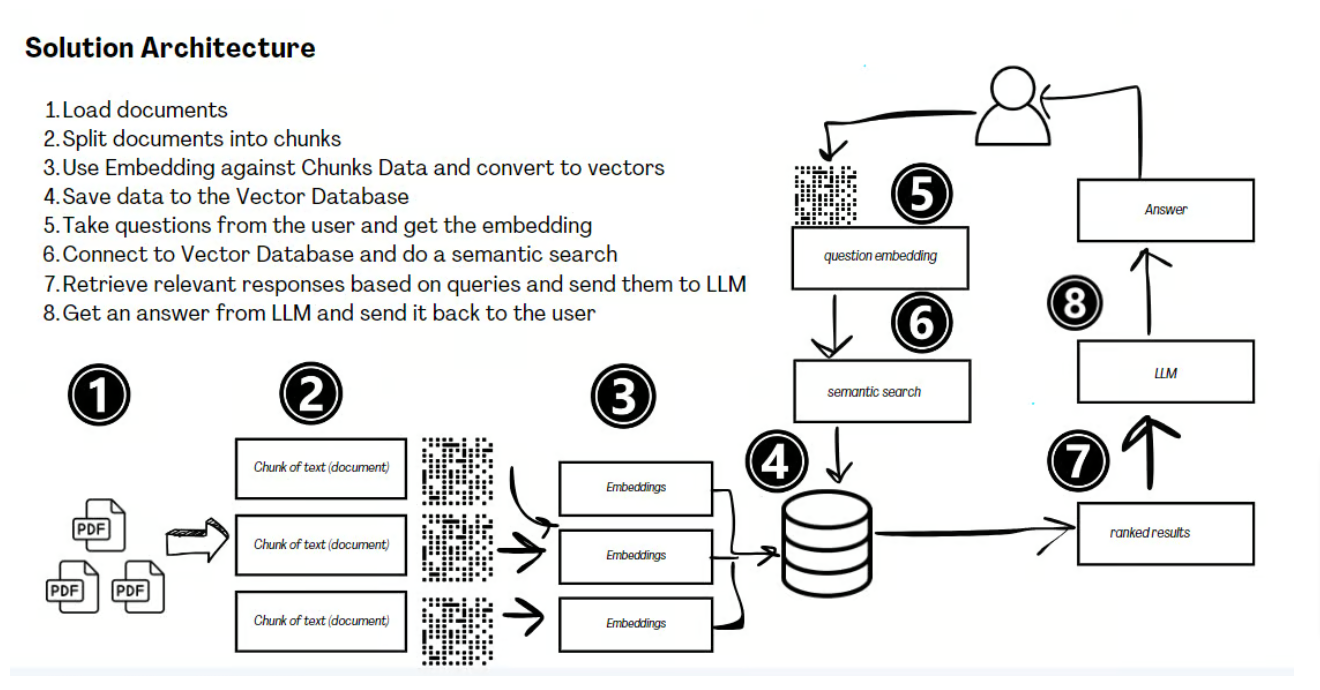 Solution Architecture
1. Load documents
2. Split documents into chunks
3. Use Embedding against Chunks Data and convert to vectors
4. Save data to the Vector Database
5. Take questions from the user and get the embedding
6. Connect to Vector Database and do a semantic search
7. Retrieve relevant responses based on queries and send them to LLM
8. Get an answer from LLM and send it back to the user
5
question embedding
6
semantic search
Answer
8
LLM
7
ranked results
1
PDF
PDF
PDF
2
Chunk of text (document)
Chunk of text (document)
Chunk of text (document)
3
Embeddings
Embeddings
Embeddings
4